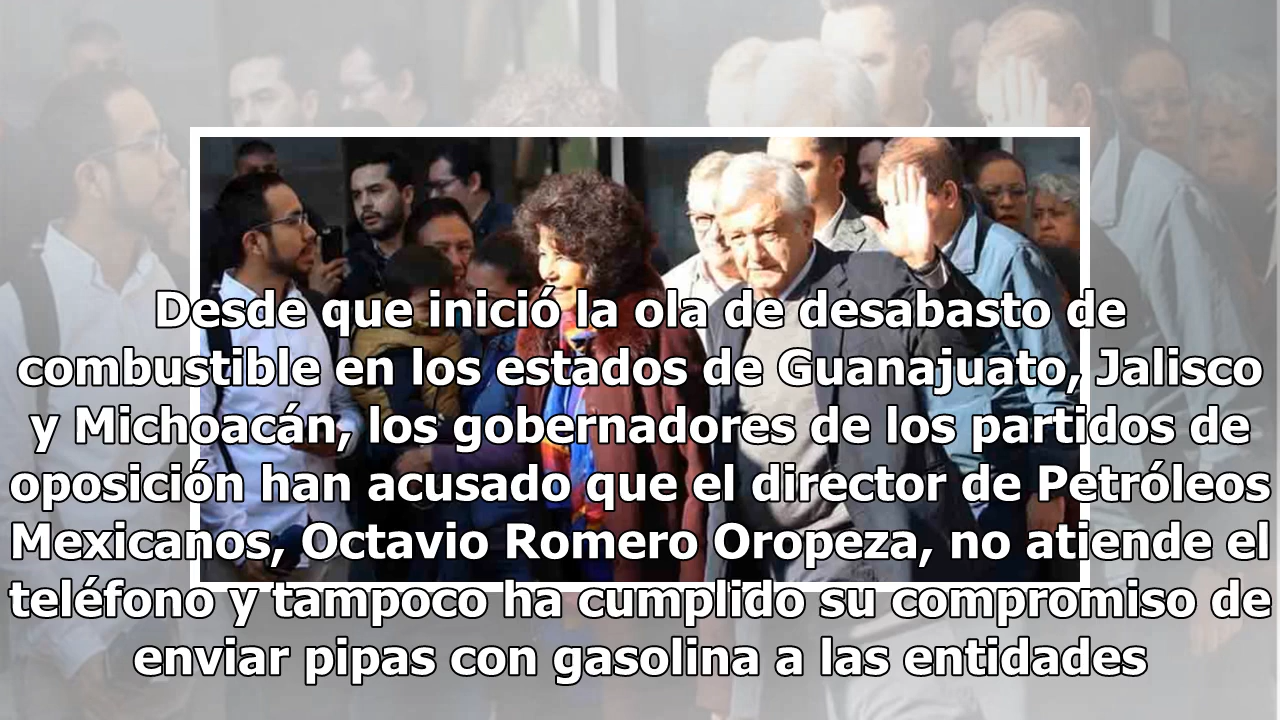 Desde que inició la ola de desabasto de
combustible en los estados de Guanajuato, Jalisco
y Michoacán, los gobernadores de los partidos de
oposición han acusado que el director de Petróleos
Mexicanos, Octavio Romero Oropeza, no atiende el
teléfono y tampoco ha cumplido su compromiso de
enviar pipas con gasolina a las entidades